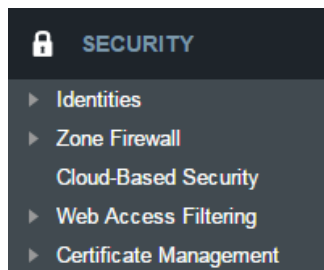 SECURITY
Identities
Zone Firewall
Cloud-Based Security
Web Access Filtering
Certificate Management